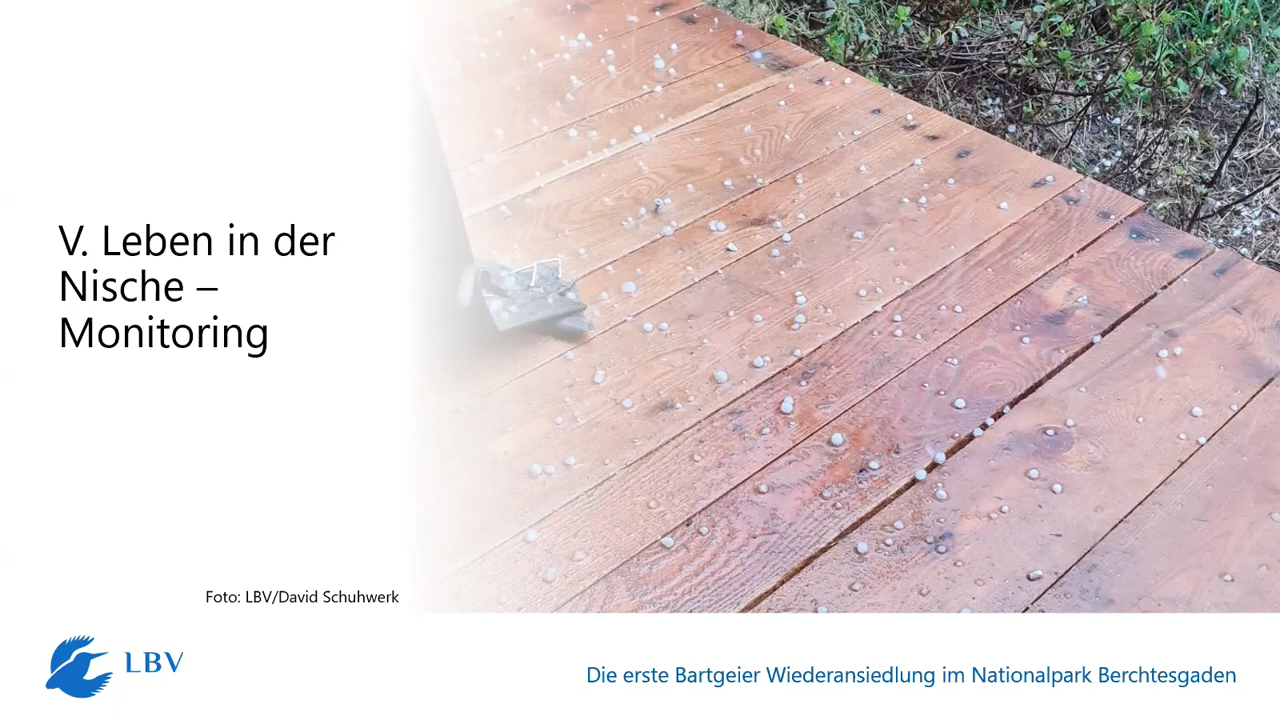 V. Leben in der
Nische –
Monitoring
Foto: LBV/David Schuhwerk
LBV
Die erste Bartgeier Wiederansiedlung im Nationalpark Berchtesgaden